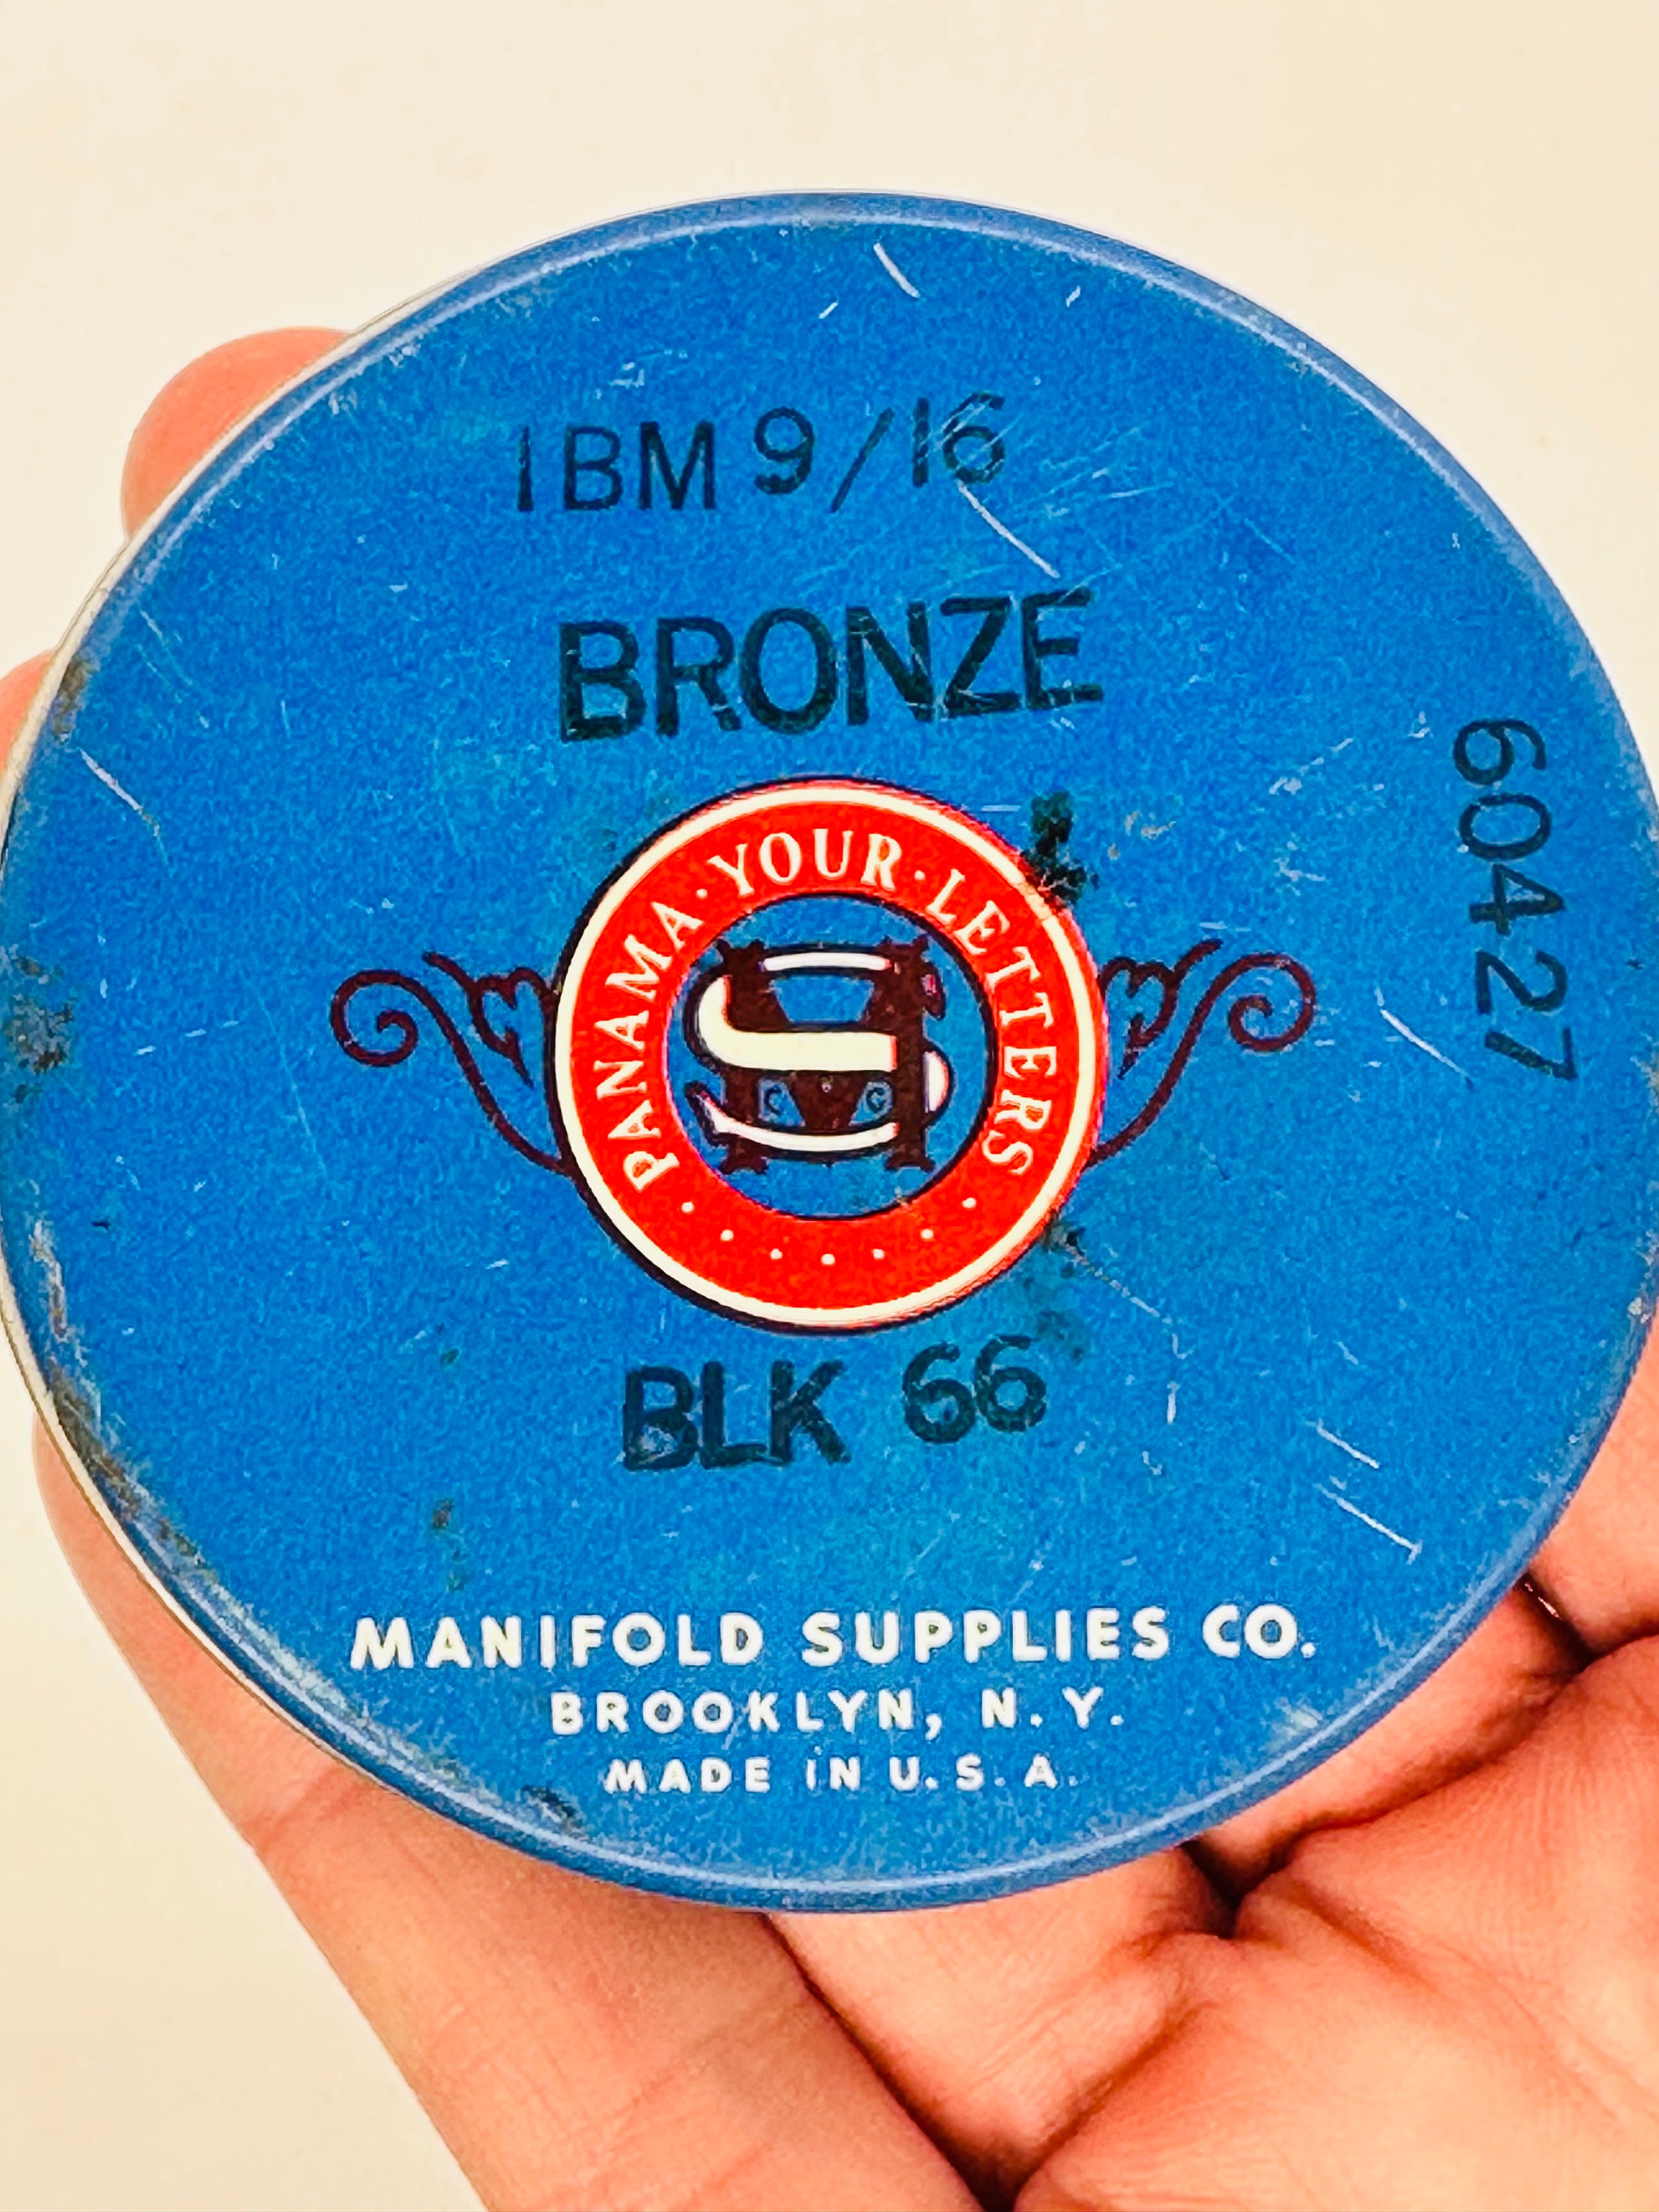 IBM 9/16
BRONZE
60427
PANAMA · YOUR · LETTERS
BLK 66
MANIFOLD SUPPLIES CO.
BROOKLYN, N. Y.
MADE IN U. S. A.